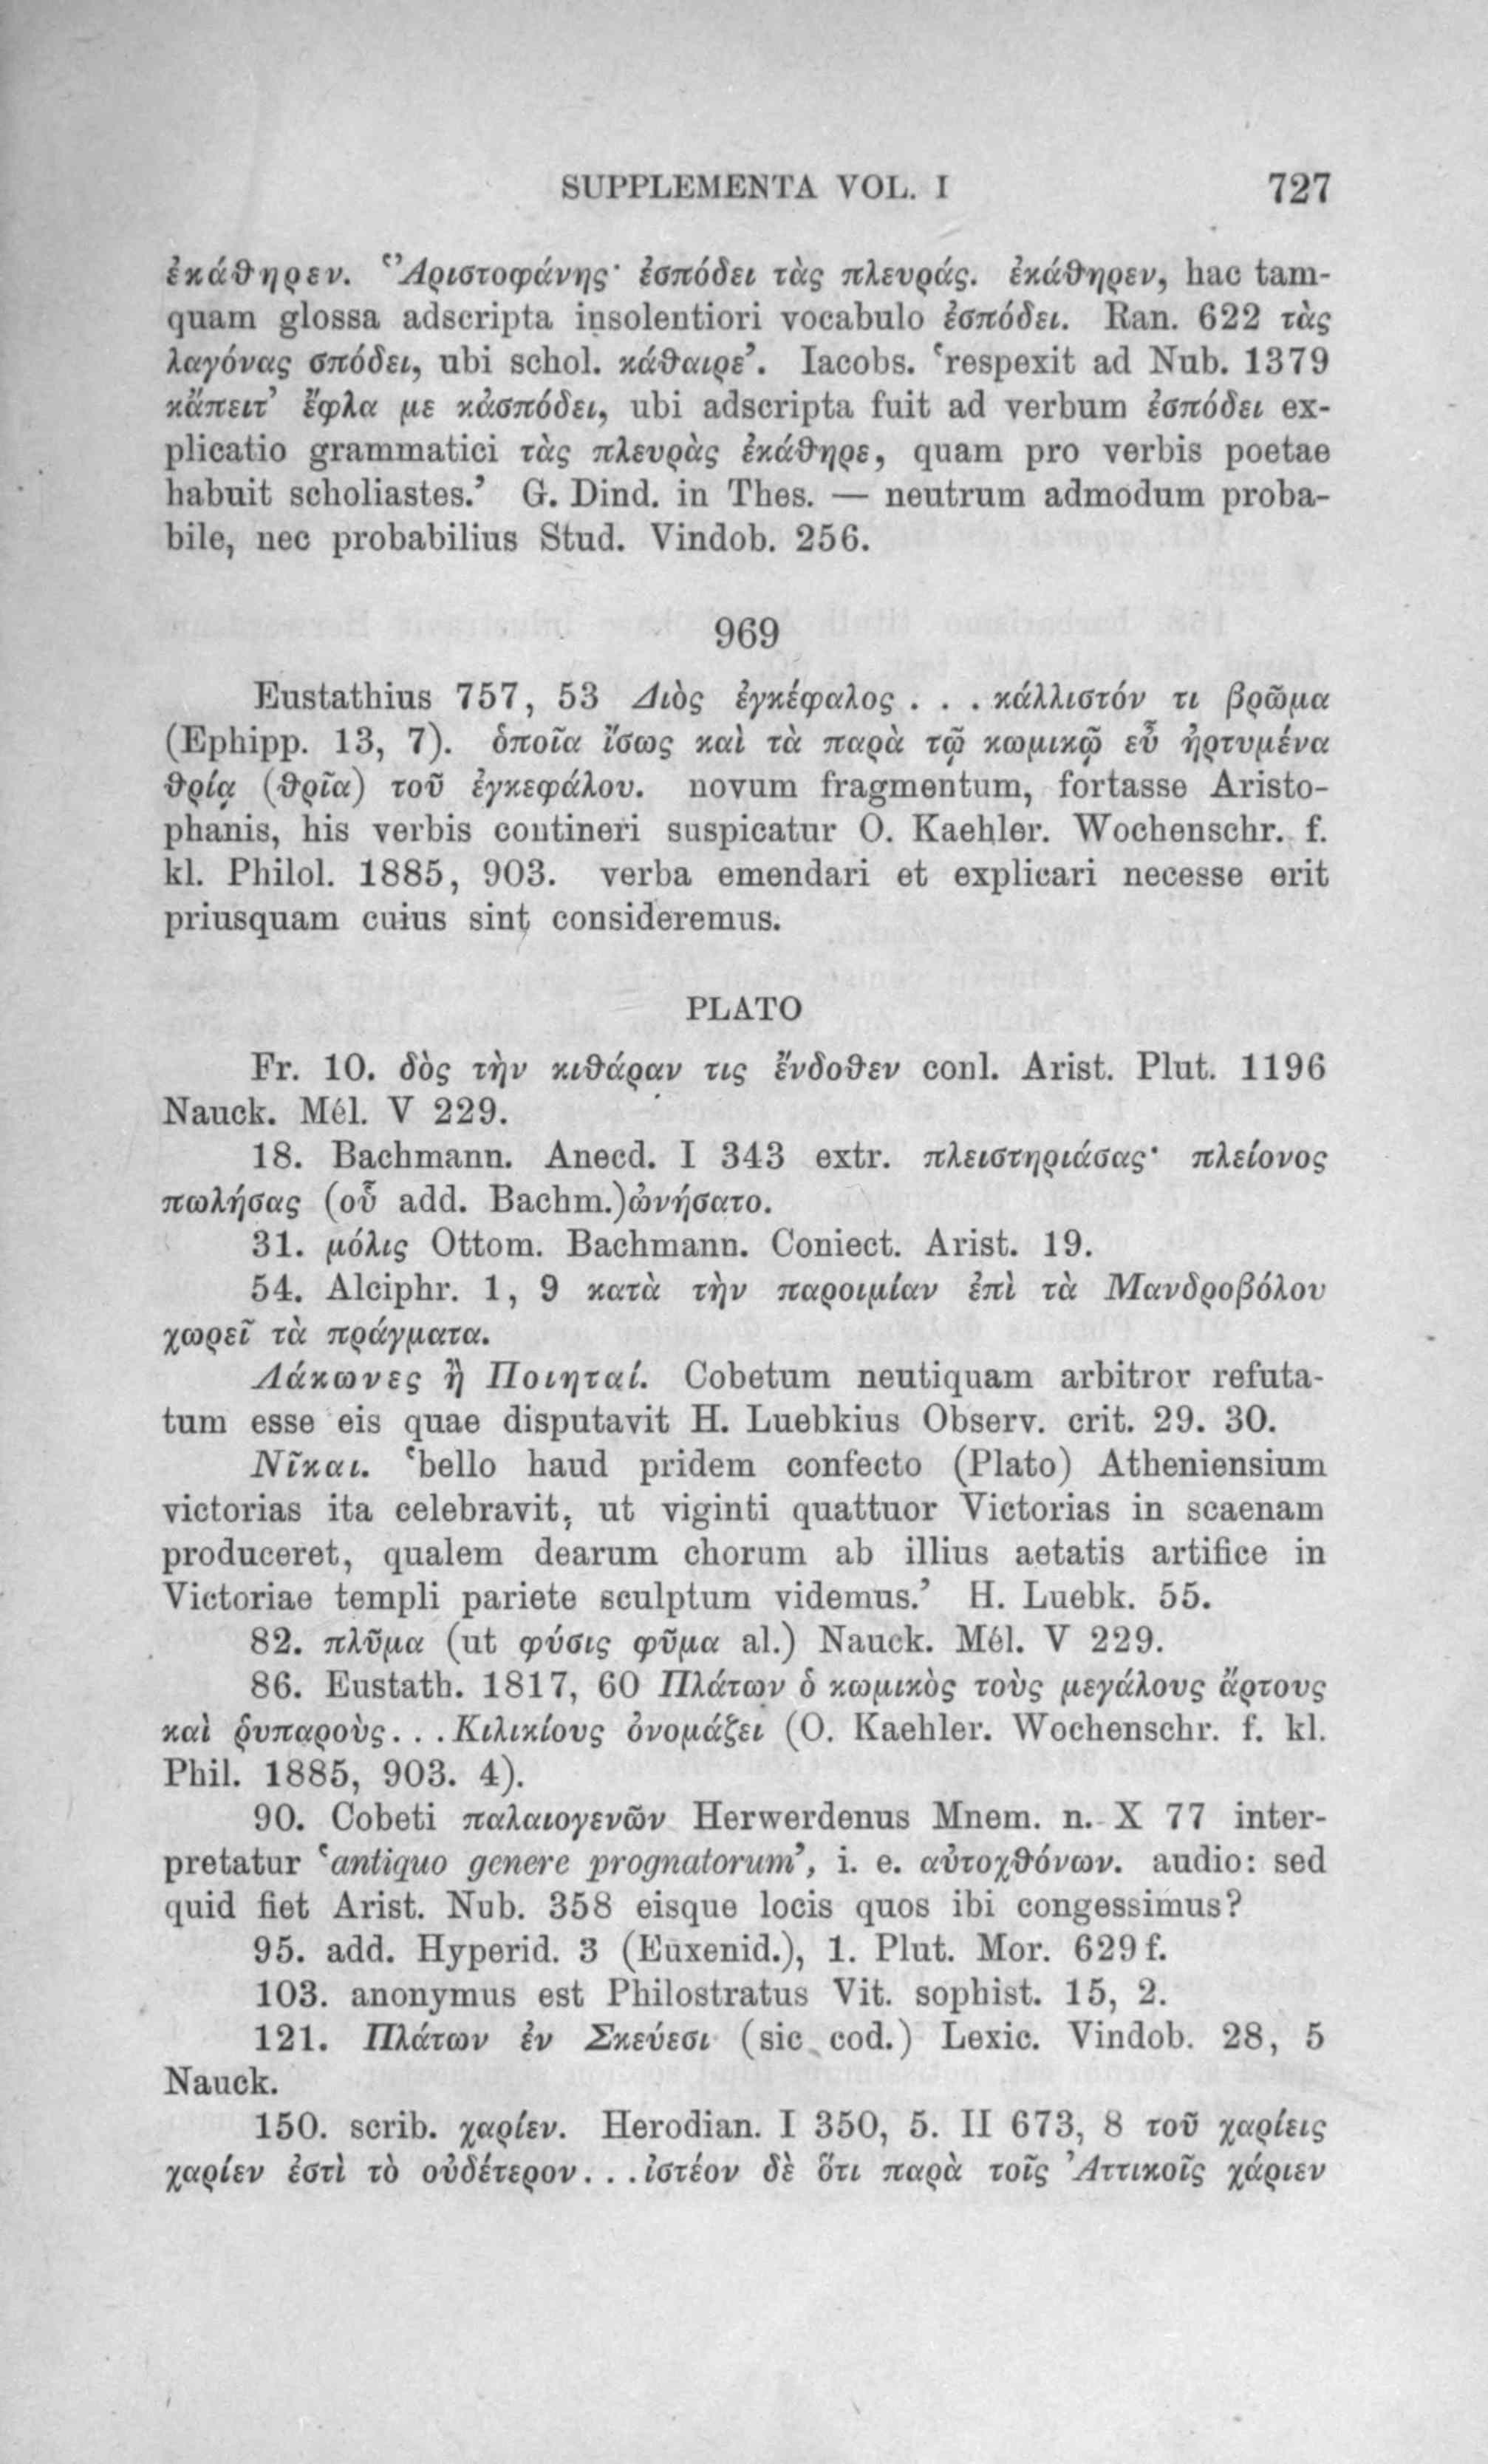 SUPPLEMENTA VOL. I 727
ἐκάθηρεν. ‘Ἀριστοφάνης· ἐσπόδει τὰς πλευράς. ἐκάθηρεν, hac tam-
quam glossa adscripta insolentiori vocabulo ἐσπόδει. Ran. 622 τὰς
λαγόνας σπόδει, ubi schol. κάθαιρε’. Iacobs. ‘respexit ad Nub. 1379
κἄπειτ’ ἔφλα με κἀσπόδει, ubi adscripta fuit ad verbum ἐσπόδει ex-
plicatio grammatici τὰς πλευρὰς ἐκάθηρε, quam pro verbis poetae
habuit scholiastes.’ G. Dind. in Thes. — neutrum admodum proba-
bile, nec probabilius Stud. Vindob. 256.
969
Eustathius 757, 53 Διὸς ἐγκέφαλος . . . κάλλιστόν τι βρῶμα
(Ephipp. 13, 7). ὁποῖα ἴσως καὶ τὰ παρὰ τῷ κωμικῷ εὖ ἠρτυμένα
θρίᾳ (θρῖα) τοῦ ἐγκεφάλου. novum fragmentum, fortasse Aristo-
phanis, his verbis contineri suspicatur O. Kaehler. Wochenschr. f.
kl. Philol. 1885, 903. verba emendari et explicari necesse erit
priusquam cuius sint consideremus.
PLATO
Fr. 10. δὸς τὴν κιθάραν τις ἔνδοθεν conl. Arist. Plut. 1196
Nauck. Mél. V 229.
18. Bachmann. Anecd. I 343 extr. πλειστηριάσας· πλείονος
πωλήσας (οὗ add. Bachm.)ὠνήσατο.
31. μόλις Ottom. Bachmann. Coniect. Arist. 19.
54. Alciphr. 1, 9 κατὰ τὴν παροιμίαν ἐπὶ τὰ Μανδροβόλου
χωρεῖ τὰ πράγματα.
Λάκωνες ἢ Ποιηταί. Cobetum neutiquam arbitror refuta-
tum esse eis quae disputavit H. Luebkius Observ. crit. 29. 30.
Νῖκαι. ‘bello haud pridem confecto (Plato) Atheniensium
victorias ita celebravit, ut viginti quattuor Victorias in scaenam
produceret, qualem dearum chorum ab illius aetatis artifice in
Victoriae templi pariete sculptum videmus.’ H. Luebk. 55.
82. πλῦμα (ut φύσις φῦμα al.) Nauck. Mél. V 229.
86. Eustath. 1817, 60 Πλάτων ὁ κωμικὸς τοὺς μεγάλους ἄρτους
καὶ ῥυπαροὺς. . . Κιλικίους ὀνομάζει (O. Kaehler. Wochenschr. f. kl.
Phil. 1885, 903. 4).
90. Cobeti παλαιογενῶν Herwerdenus Mnem. n. X 77 inter-
pretatur ‘antiquo genere prognatorum’, i. e. αὐτοχθόνων. audio: sed
quid fiet Arist. Nub. 358 eisque locis quos ibi congessimus?
95. add. Hyperid. 3 (Euxenid.), 1. Plut. Mor. 629 f.
103. anonymus est Philostratus Vit. sophist. 15, 2.
121. Πλάτων ἐν Σκεύεσι (sic cod.) Lexic. Vindob. 28, 5
Nauck.
150. scrib. χαρίεν. Herodian. I 350, 5. II 673, 8 τοῦ χαρίεις
χαρίεν ἐστὶ τὸ οὐδέτερον. . . ἰστέον δὲ ὅτι παρὰ τοῖς Ἀττικοῖς χάριεν